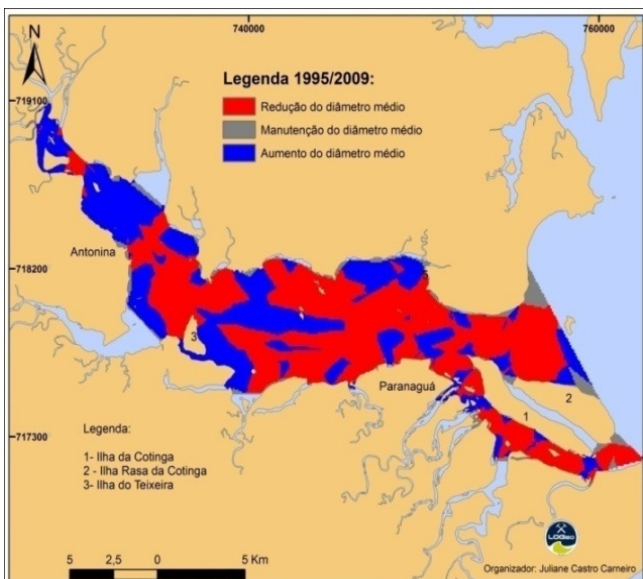 740000
760000
N
719100
Legenda 1995/2009:
Redução do diâmetro médio
Manutenção do diâmetro médio
Aumento do diâmetro médio
Antonina
718200
3
Paranaguá
1
2
717300
Legenda:
1- Ilha da Cotinga
2 - Ilha Rasa da Cotinga
3- Ilha do Teixeira
LOGeo
5 2,5 0 5 Km
Organizador: Juliane Castro Carneiro